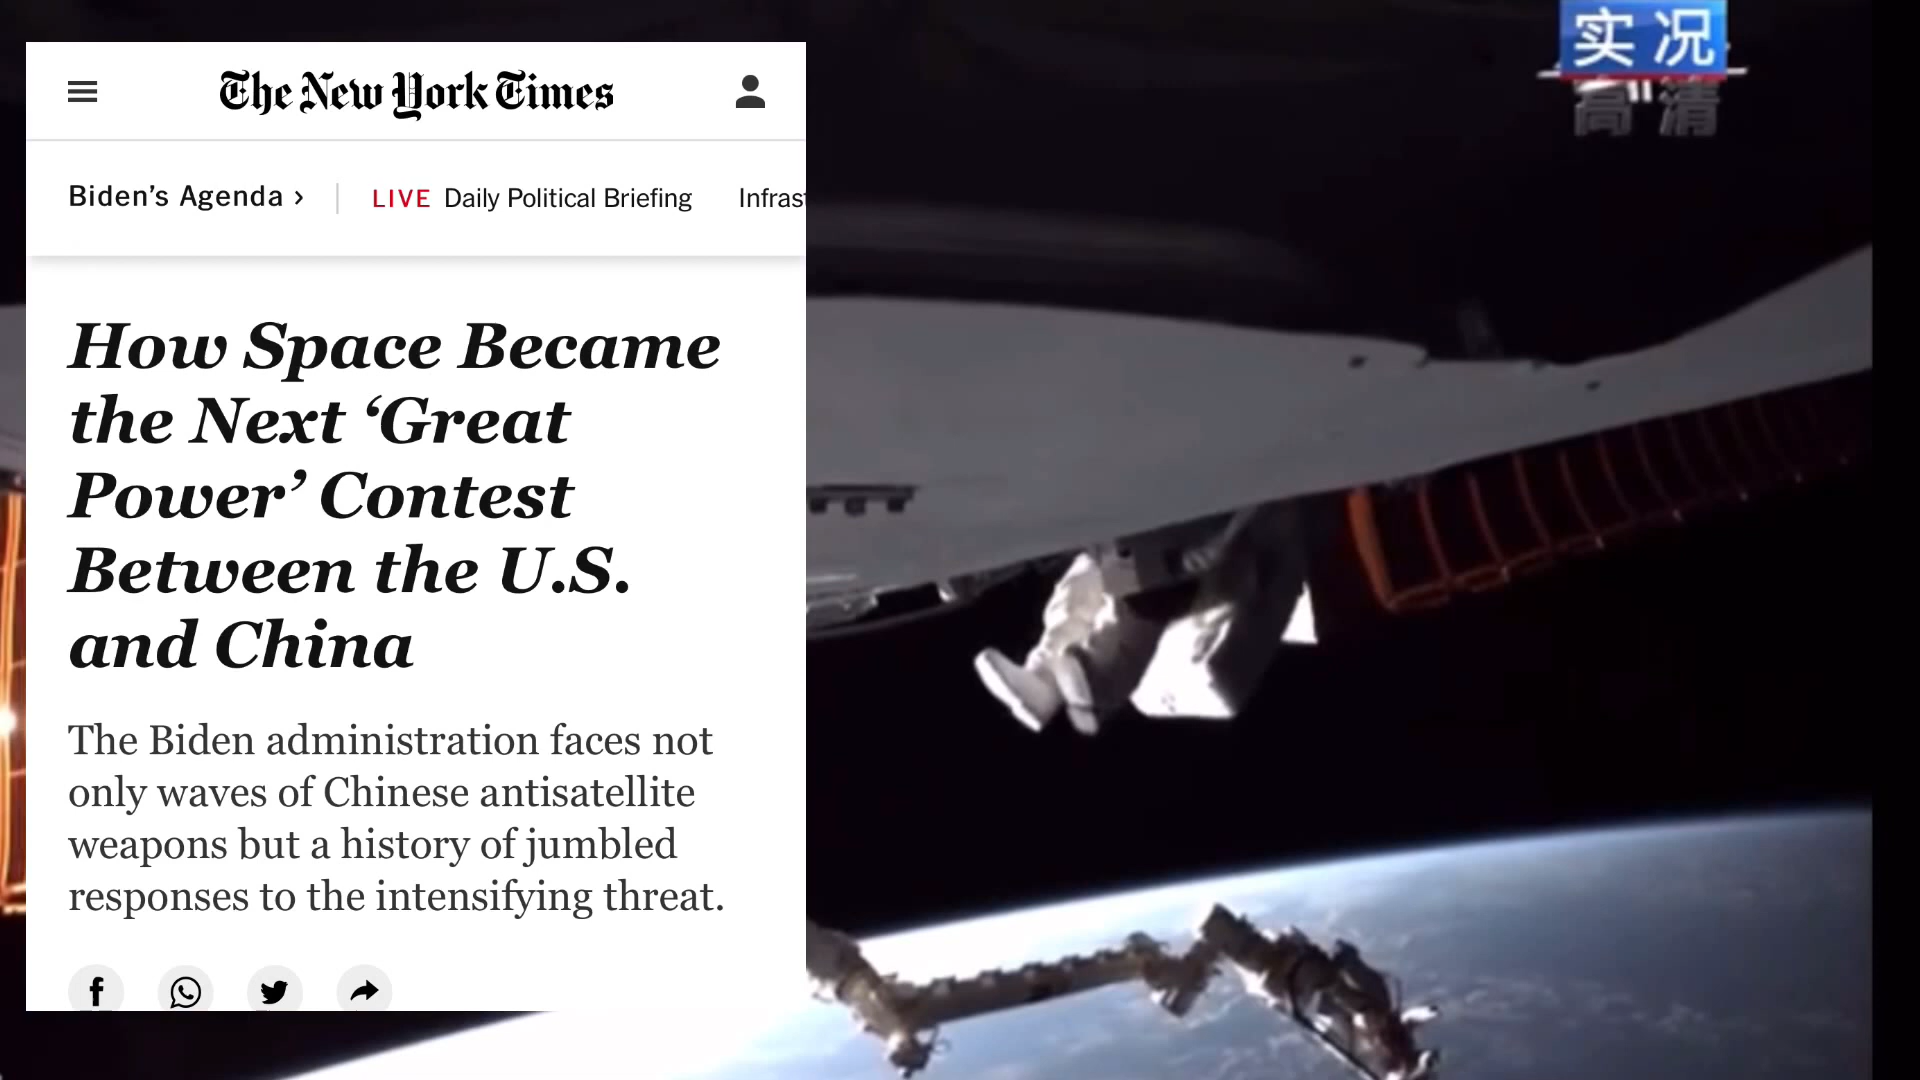 实况
高清
The New York Times
Biden’s Agenda ›
LIVE Daily Political Briefing
Infras
How Space Became
the Next ‘Great
Power’ Contest
Between the U.S.
and China
The Biden administration faces not
only waves of Chinese antisatellite
weapons but a history of jumbled
responses to the intensifying threat.